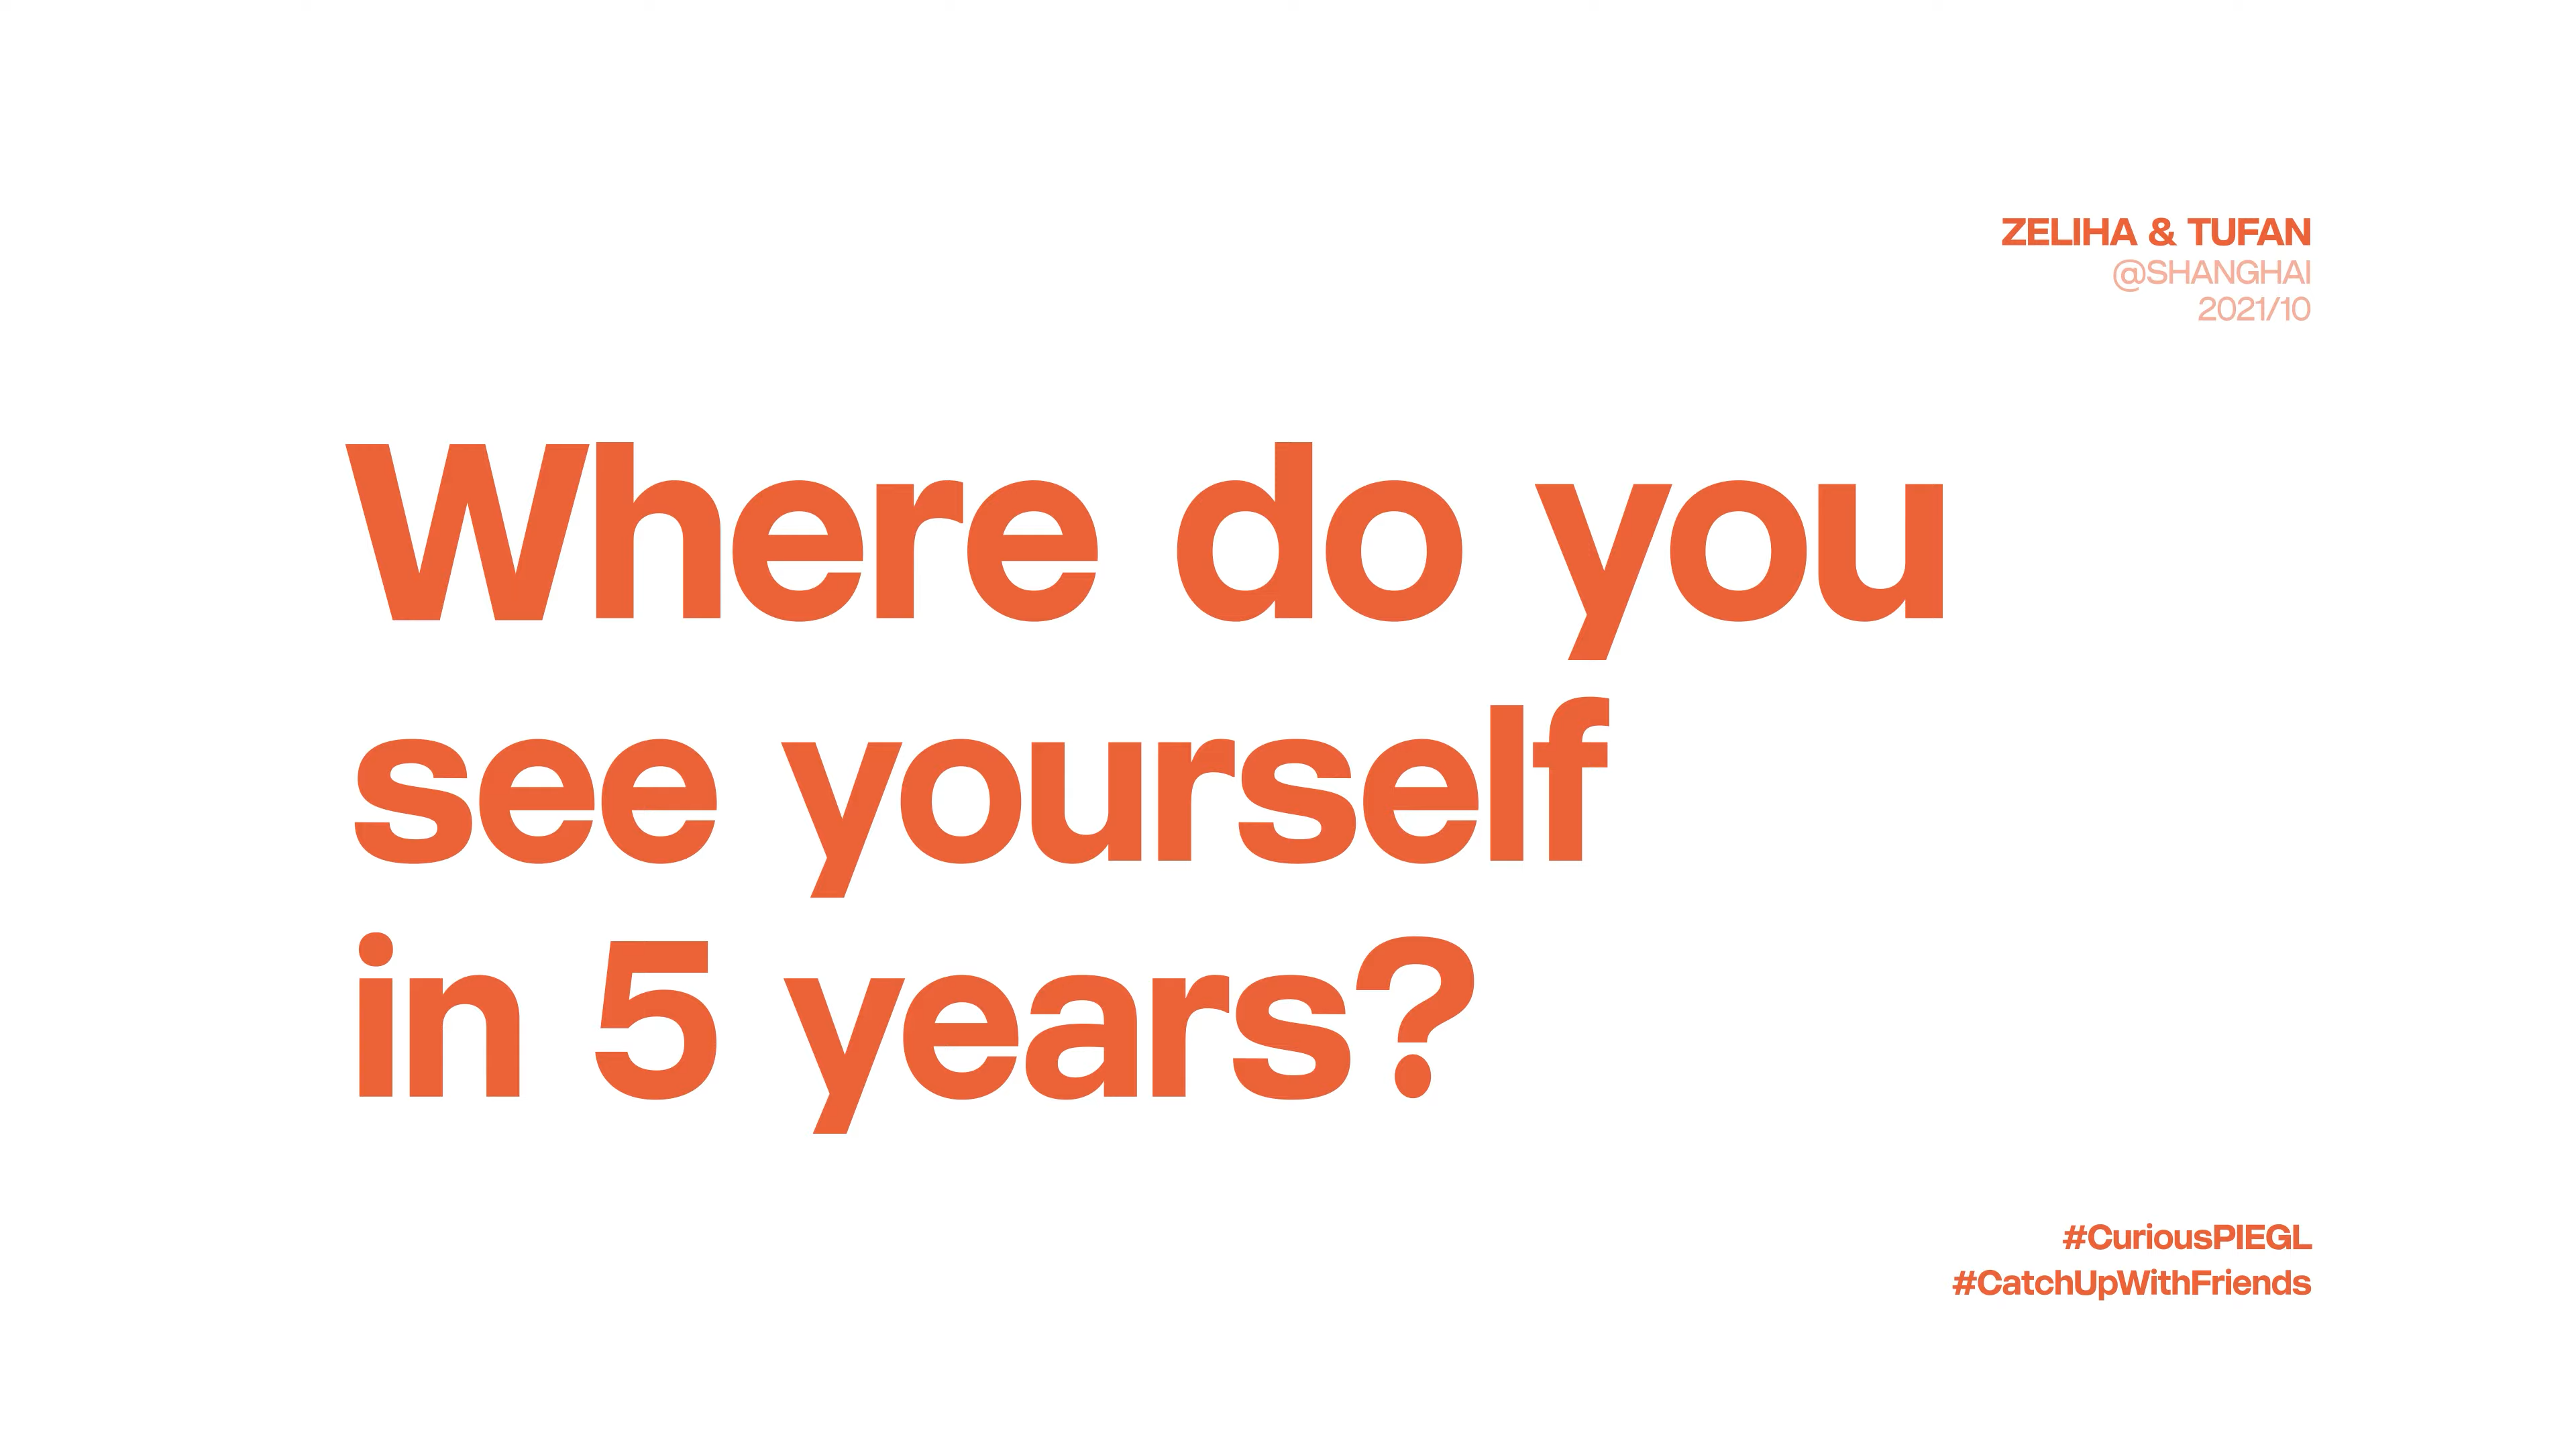 ZELIHA & TUFAN
@SHANGHAI
2021/10
Where do you
see yourself
in 5 years?
#CuriousPIEGL
#CatchUpWithFriends